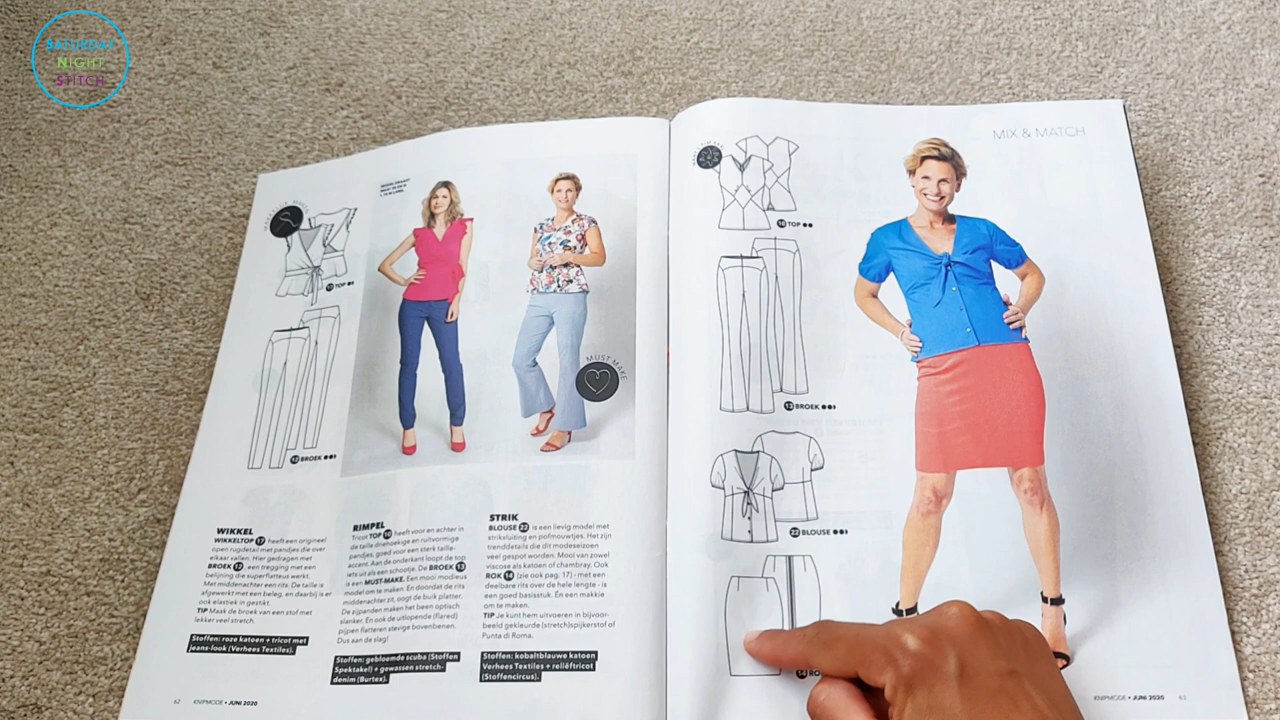 SATURDAY
NIGHT
STITCH
MIX & MATCH
10 TOP
13 BROEK
22 BLOUSE
TOP
12 BROEK
MUST MAKE
WIKKEL
WIKKELTOP 17 heeft een origineel
open rugdetail met pandjes die over
elkaar vallen. Hier gedragen met
BROEK 12, een tregging met een
belijning die superflatteus werkt.
Met middenachter een rits. De taille is
afgewerkt met een beleg, en daarbij is er
ook elastiek in gestikt.
TIP Maak de broek van een stof met
lekker veel stretch.
Stoffen: roze katoen + tricot met
jeans-look (Verhees Textiles).
RIMPEL
Tricot TOP 10 heeft voor en achter in
de taille driehoekige en ruitvormige
pandjes, goed voor een sterk taille-
accent. Aan de onderkant loopt de top
iets uit als een schootje. De BROEK 13
is een MUST-MAKE. Een mooi modieus
model om te maken. En doordat de rits
middenachter zit, oogt de buik platter.
De zijpanden maken het been optisch
slanker. En ook de uitlopende (flared)
pijpen flatteren stevige bovenbenen.
Dus aan de slag!
Stoffen: gebloemde scuba (Stoffen
Spektakel) + gewassen stretch-
denim (Burtex).
STRIK
BLOUSE 22 is een lievig model met
striksluiting en pofmouwtjes. Het zijn
trenddetails die dit modeseizoen
veel gespot worden. Mooi van zowel
viscose als katoen of chambray. Ook
ROK 14 (zie ook pag. 17) - met een
deelbare rits over de hele lengte - is
een goed basisstuk. Én een makkie
om te maken.
TIP Je kunt hem uitvoeren in bijvoor-
beeld gekleurde (stretch)spijkerstof of
Punta di Roma.
Stoffen: kobaltblauwe katoen
Verhees Textiles + reliëftricot
(Stoffencircus).
62 KNIPMODE • JUNI 2020
KNIPMODE • JUNI 2020 63